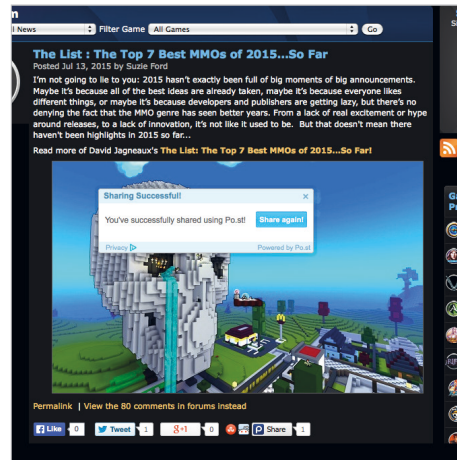 n
l News
Filter Game
All Games
Go
The List : The Top 7 Best MMOs of 2015...So Far
Posted Jul 13, 2015 by Suzie Ford
I'm not going to lie to you: 2015 hasn't exactly been full of big moments of big announcements.
Maybe it's because all of the best ideas are already taken, maybe it's because everyone likes
different things, or maybe it's because developers and publishers are getting lazy, but there's no
denying the fact that the MMO genre has seen better years. From a lack of real excitement or hype
around releases, to a lack of innovation, it's not like it used to be. But that doesn't mean there
haven't been highlights in 2015 so far...
Read more of David Jagneaux's The List: The Top 7 Best MMOs of 2015...So Far!
Sharing Successful!
×
You've successfully shared using Po.st!
Share again!
Privacy
Powered by Po.st
Permalink | View the 80 comments in forums instead
Like 0
Tweet 1
g+1 0
Share 1